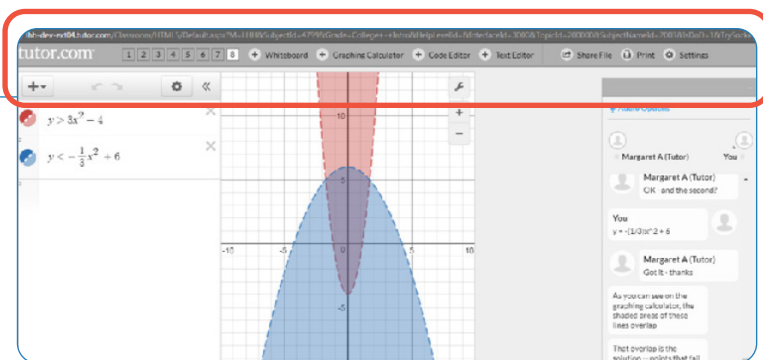 tutor.com
1 2 3 4 5 6 7 8 Whiteboard Graphing Calculator Code Editor Text Editor Share File Print Settings
y > 3x² – 4
y < –1/3x² + 6
10
5
-10 -5 0 5 10
-5
Margaret A (Tutor) You
Margaret A (Tutor)
OK - and the second?
You
y = -(1/3)x^2 + 6
Margaret A (Tutor)
Got it - thanks
As you can see on the
graphing calculator, the
shaded areas of these
lines overlap
That overlap is the
solution -- points that fall